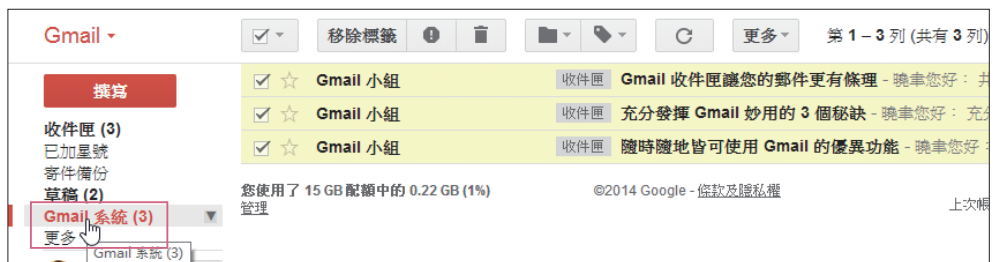 Gmail
移除標籤 更多 第 1 – 3 列 (共有 3 列)
撰寫
Gmail 小組 收件匣 Gmail 收件匣讓您的郵件更有條理 - 曉聿您好： 共
Gmail 小組 收件匣 充分發揮 Gmail 妙用的 3 個秘訣 - 曉聿您好： 充分
Gmail 小組 收件匣 隨時隨地皆可使用 Gmail 的優異功能 - 曉聿您好：
收件匣 (3)
已加星號
寄件備份
草稿 (2)
Gmail 系統 (3)
更多
Gmail 系統 (3)
您使用了 15 GB 配額中的 0.22 GB (1%)
管理
©2014 Google - 條款及隱私權
上次帳